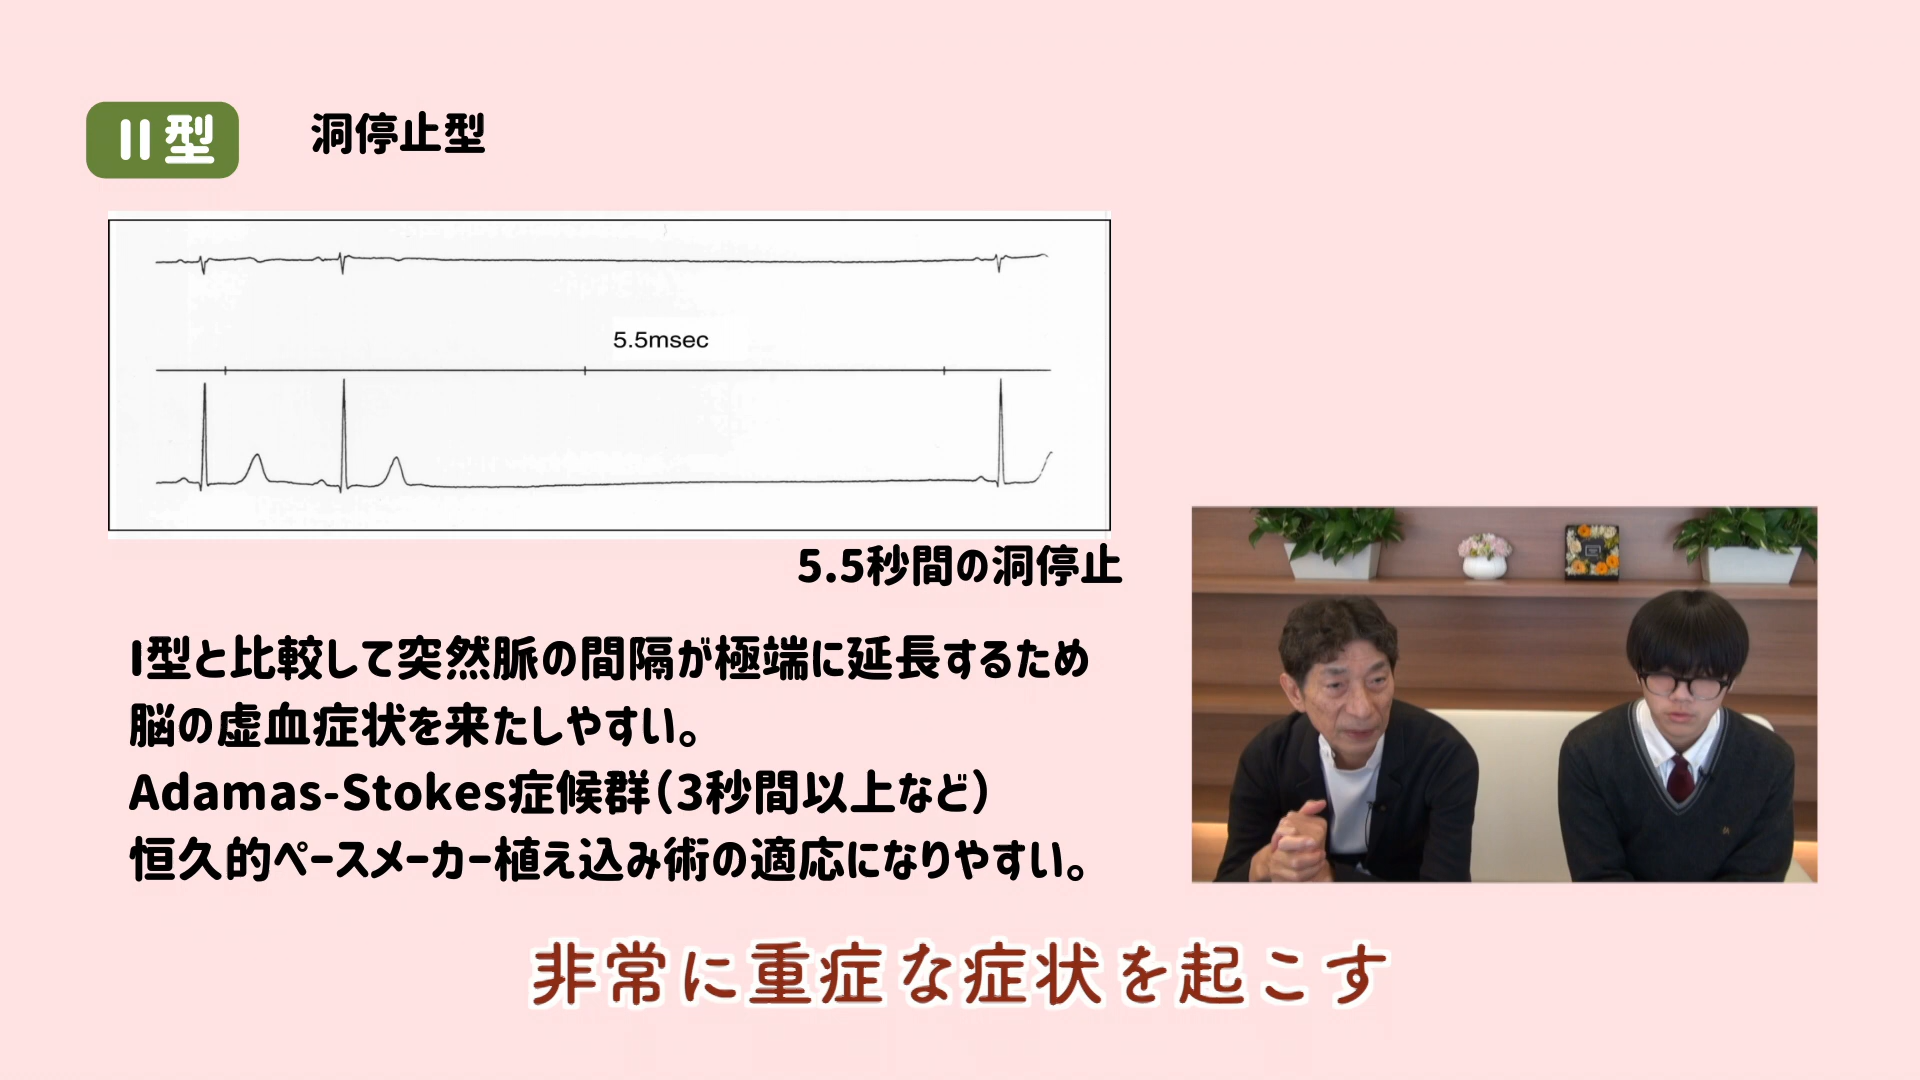 II型
洞停止型
5.5msec
5.5秒間の洞停止
I型と比較して突然脈の間隔が極端に延長するため
脳の虚血症状を来たしやすい。
Adamas-Stokes症候群(3秒間以上など)
恒久的ペースメーカー植え込み術の適応になりやすい。
非常に重症な症状を起こす